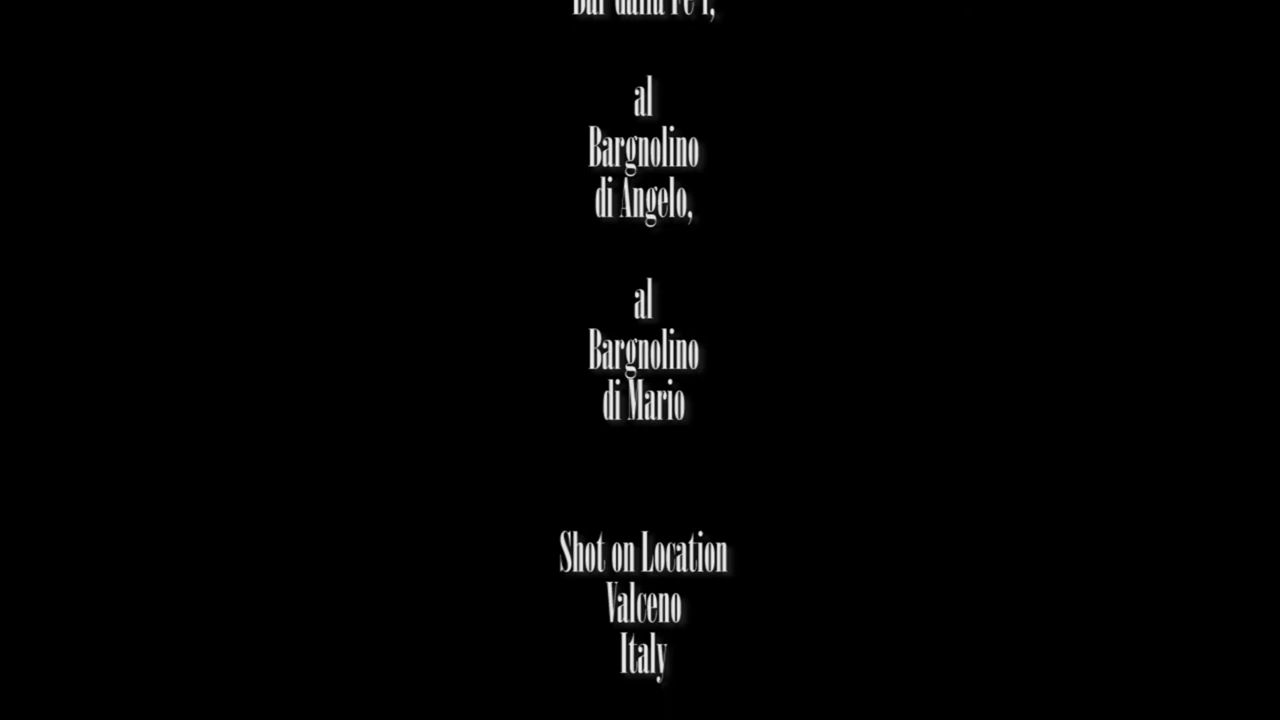 al
Bargnolino
di Angelo,
al
Bargnolino
di Mario
Shot on Location
Valceno
Italy